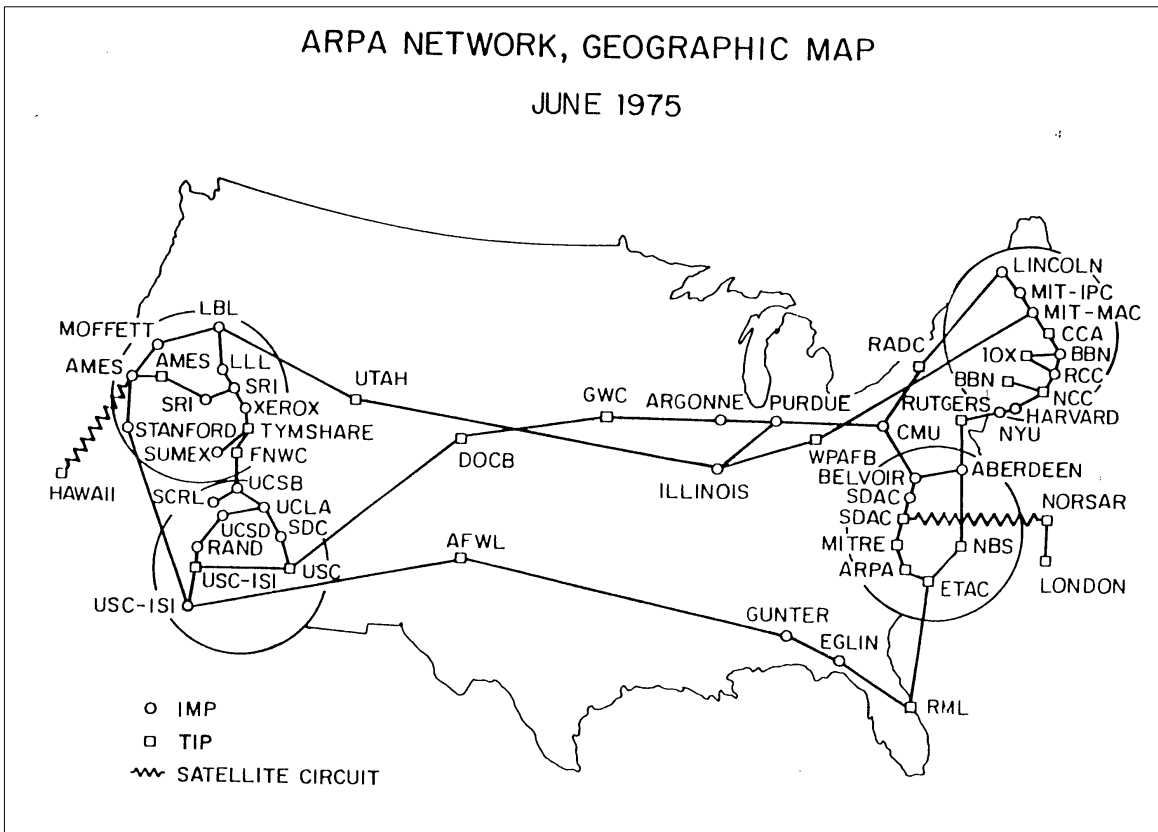 ARPA NETWORK, GEOGRAPHIC MAP
JUNE 1975
LINCOLN
MIT-IPC
MIT-MAC
CCA
LBL
MOFFETT
RADC
10X
BBN
AMES
AMES
LLL
RCC
UTAH
BBN
SRI
NCC
GWC
ARGONNE
PURDUE
RUTGERS
SRI
XEROX
HARVARD
STANFORD
TYMSHARE
CMU
NYU
SUMEX
FNWC
DOCB
WPAFB
ABERDEEN
BELVOIR
HAWAII
UCSB
ILLINOIS
SCRL
UCLA
SDAC
NORSAR
UCSD
SDC
SDAC
RAND
AFWL
MITRE
NBS
USC-ISI
USC
ARPA
ETAC
LONDON
USC-ISI
GUNTER
EGLIN
RML
IMP
TIP
SATELLITE CIRCUIT